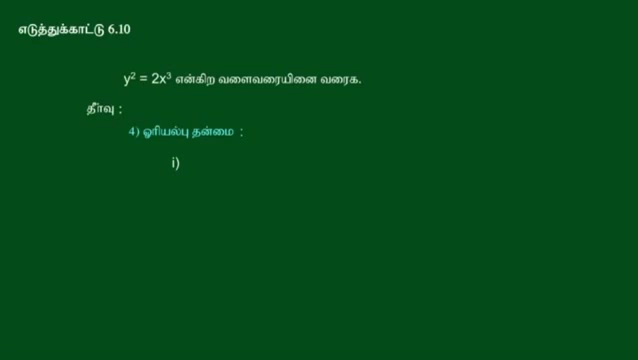 எடுத்துக்காட்டு 6.10
y² = 2x³ என்கிற வளைவரையினை வரைக.
தீர்வு :
4) ஓரியல்பு தன்மை :
i)